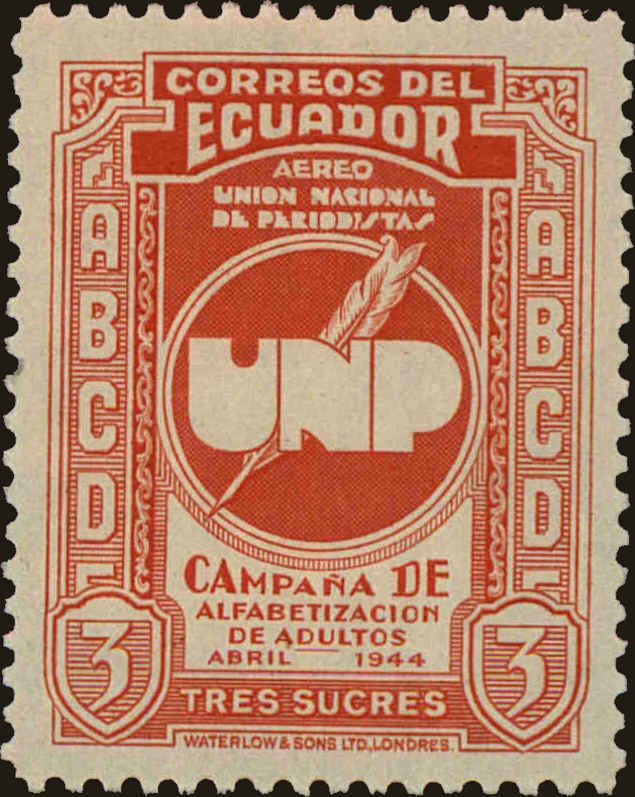 CORREOS DEL
ECUADOR
AEREO
UNION NACIONAL
DE PERIODISTAS
A
B
C
D
A
B
C
D
UNP
CAMPAÑA DE
ALFABETIZACION
DE ADULTOS
ABRIL 1944
3
3
TRES SUCRES
WATERLOW & SONS LTD, LONDRES.